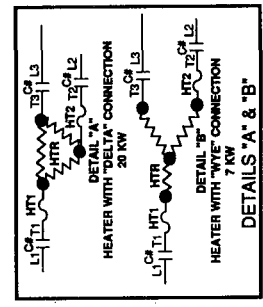 L1 C# T1 HT1
HTR
T3 C# L3
HT2 T2 C# L2
DETAIL "A"
HEATER WITH "DELTA" CONNECTION
20 KW
L1 C# T1 HT1
HTR
T3 C# L3
HT2 T2 C# L2
DETAIL "B"
HEATER WITH "WYE" CONNECTION
7 KW
DETAILS "A" & "B"